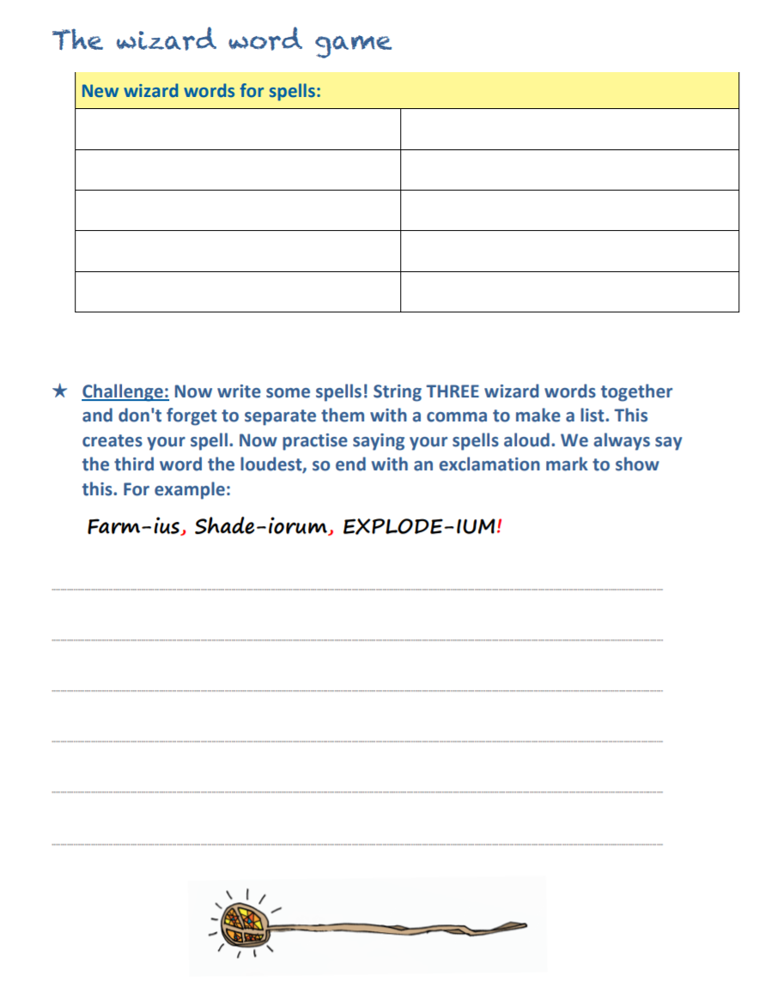 The wizard word game
New wizard words for spells:
★ Challenge: Now write some spells! String THREE wizard words together
and don't forget to separate them with a comma to make a list. This
creates your spell. Now practise saying your spells aloud. We always say
the third word the loudest, so end with an exclamation mark to show
this. For example:
Farm-ius, Shade-iorum, EXPLODE-IUM!